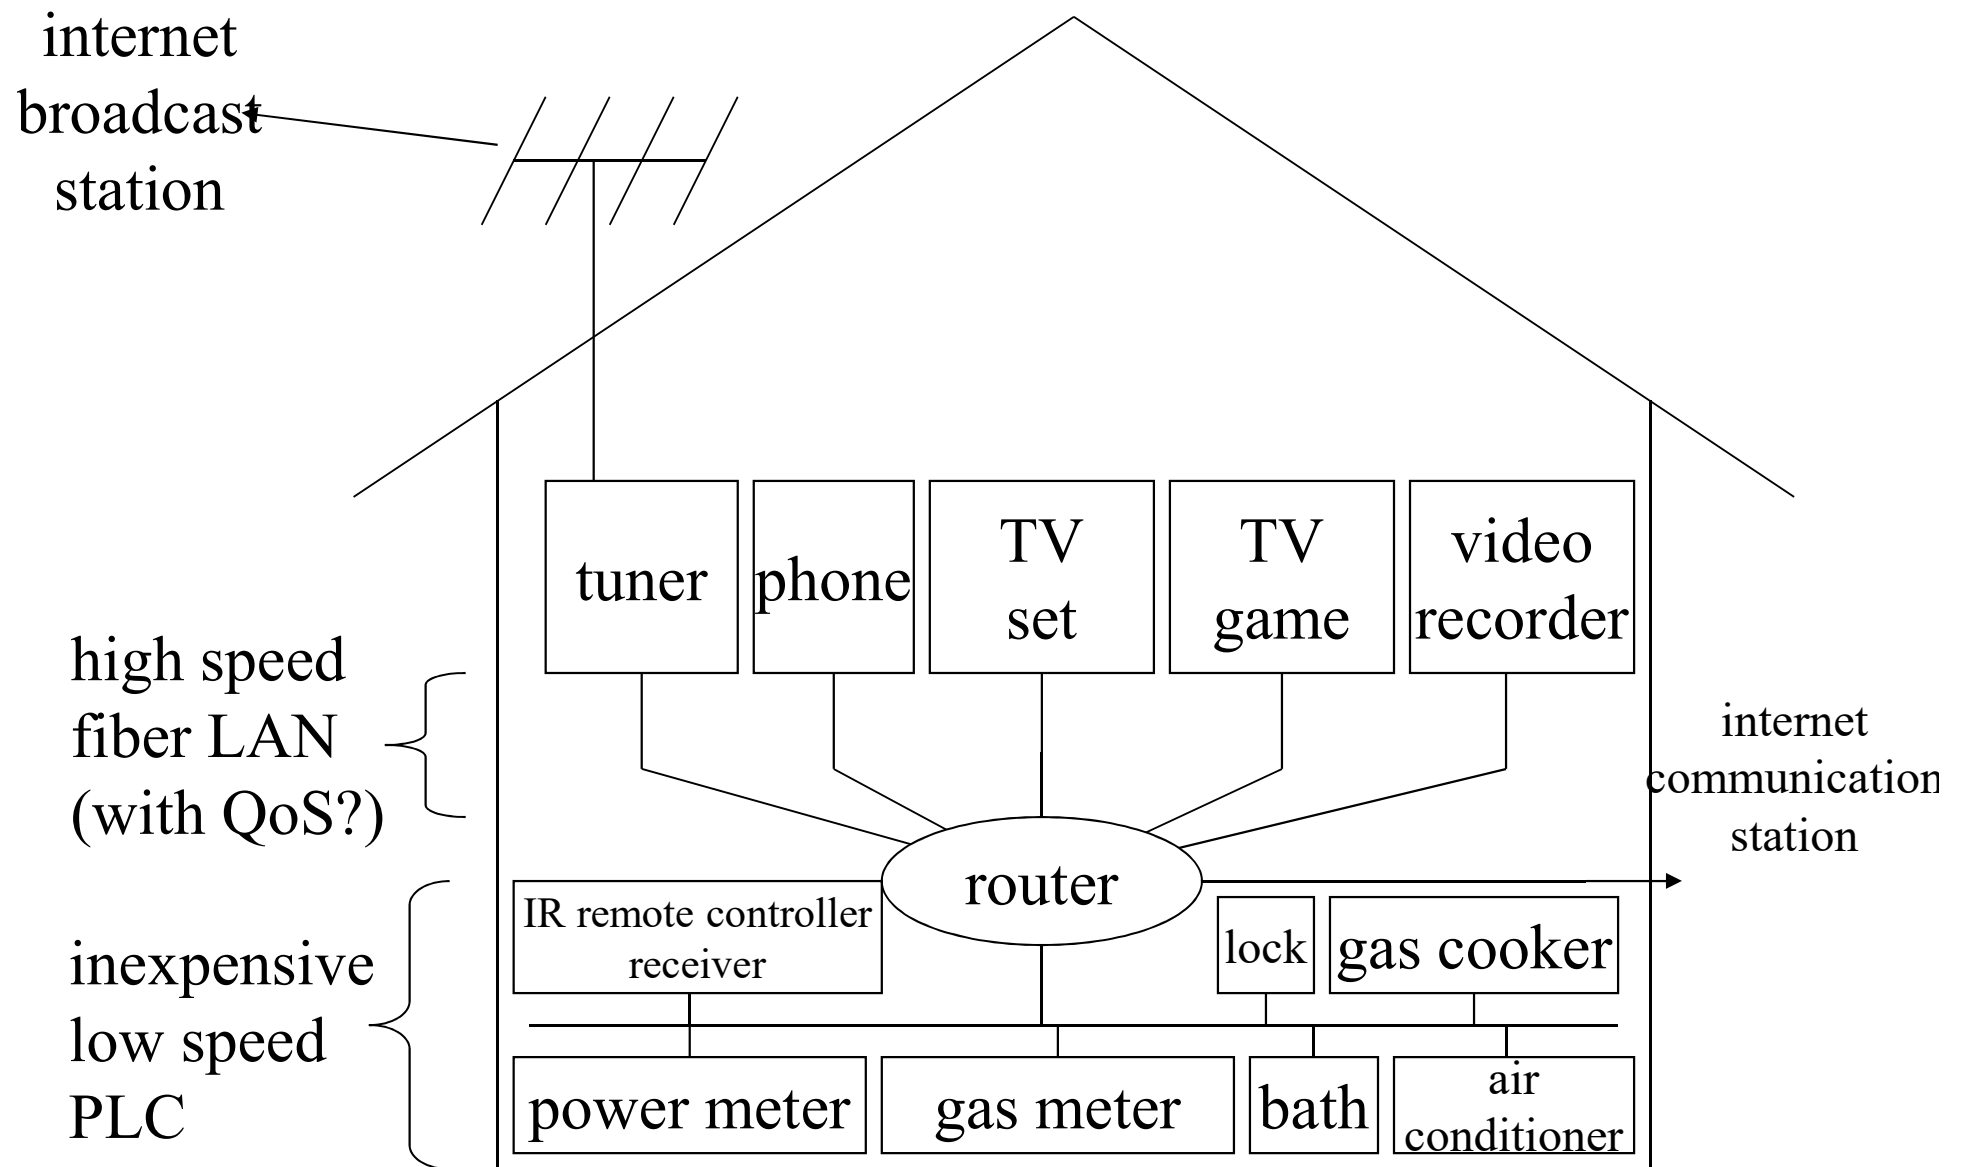 internet
broadcast
station
tuner
phone
TV
set
TV
game
video
recorder
high speed
fiber LAN
(with QoS?)
internet
communication
station
router
IR remote controller
receiver
lock
gas cooker
inexpensive
low speed
PLC
power meter
gas meter
bath
air
conditioner